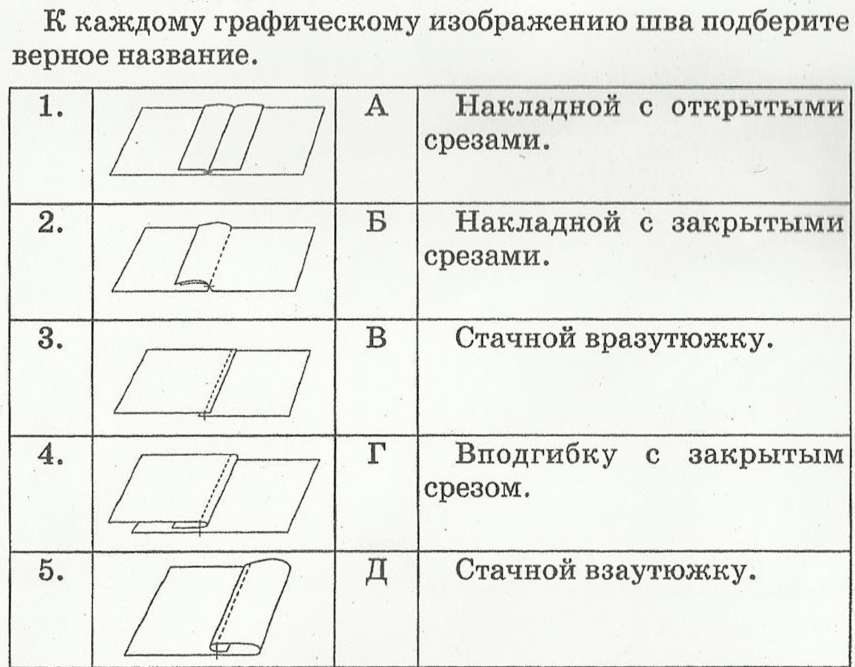 К каждому графическому изображению шва подберите
верное название.
1.
А
Накладной с открытыми
срезами.
2.
Б
Накладной с закрытыми
срезами.
3.
В
Стачной вразутюжку.
4.
Г
Вподгибку с закрытым
срезом.
5.
Д
Стачной взаутюжку.